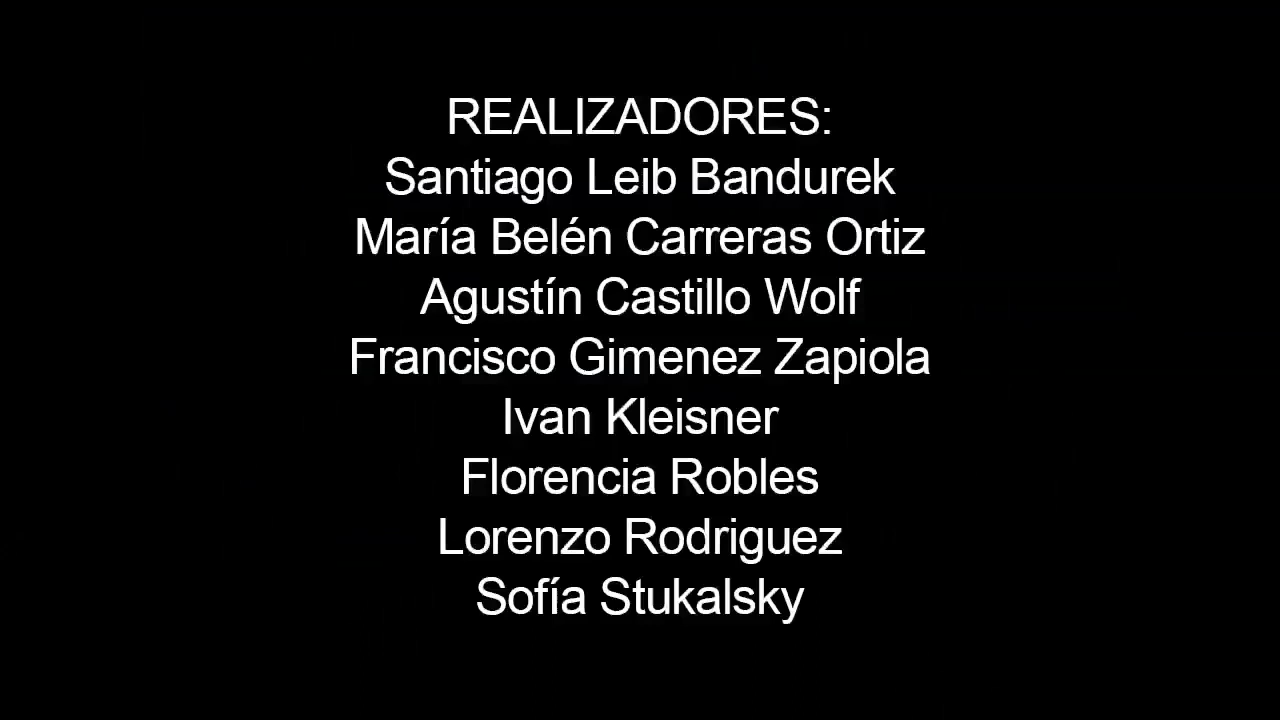 REALIZADORES:
Santiago Leib Bandurek
María Belén Carreras Ortiz
Agustín Castillo Wolf
Francisco Gimenez Zapiola
Ivan Kleisner
Florencia Robles
Lorenzo Rodriguez
Sofía Stukalsky